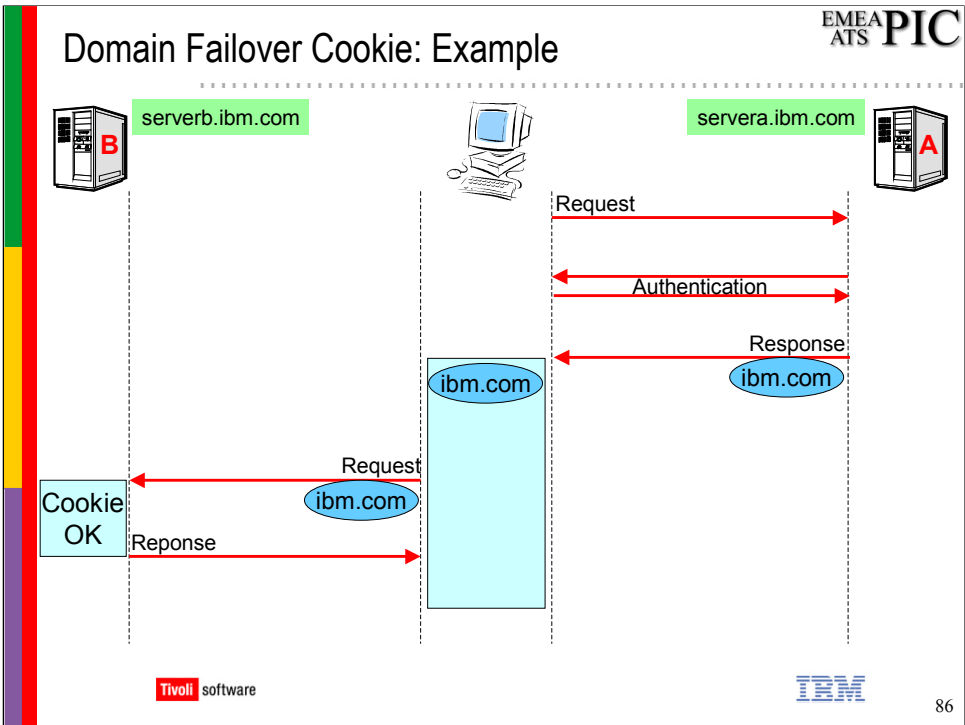 Domain Failover Cookie: Example
EMEA
ATS PIC
serverb.ibm.com
servera.ibm.com
B
A
Request
Authentication
Response
ibm.com
ibm.com
Request
ibm.com
Cookie
OK
Reponse
Tivoli software
IBM
86